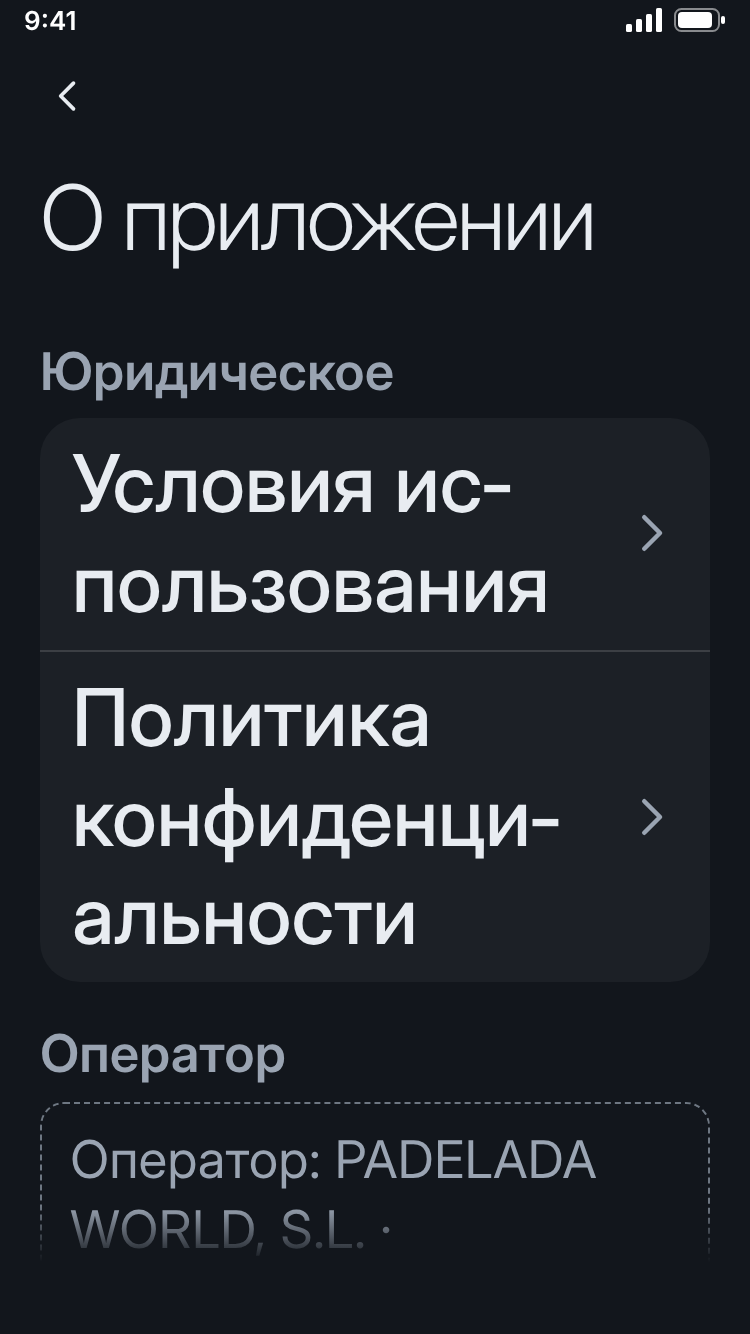 9:41
О приложении
Юридическое
Условия ис-
пользования
Политика
конфиденци-
альности
Оператор
Оператор: PADELADA
WORLD, S.L. ·